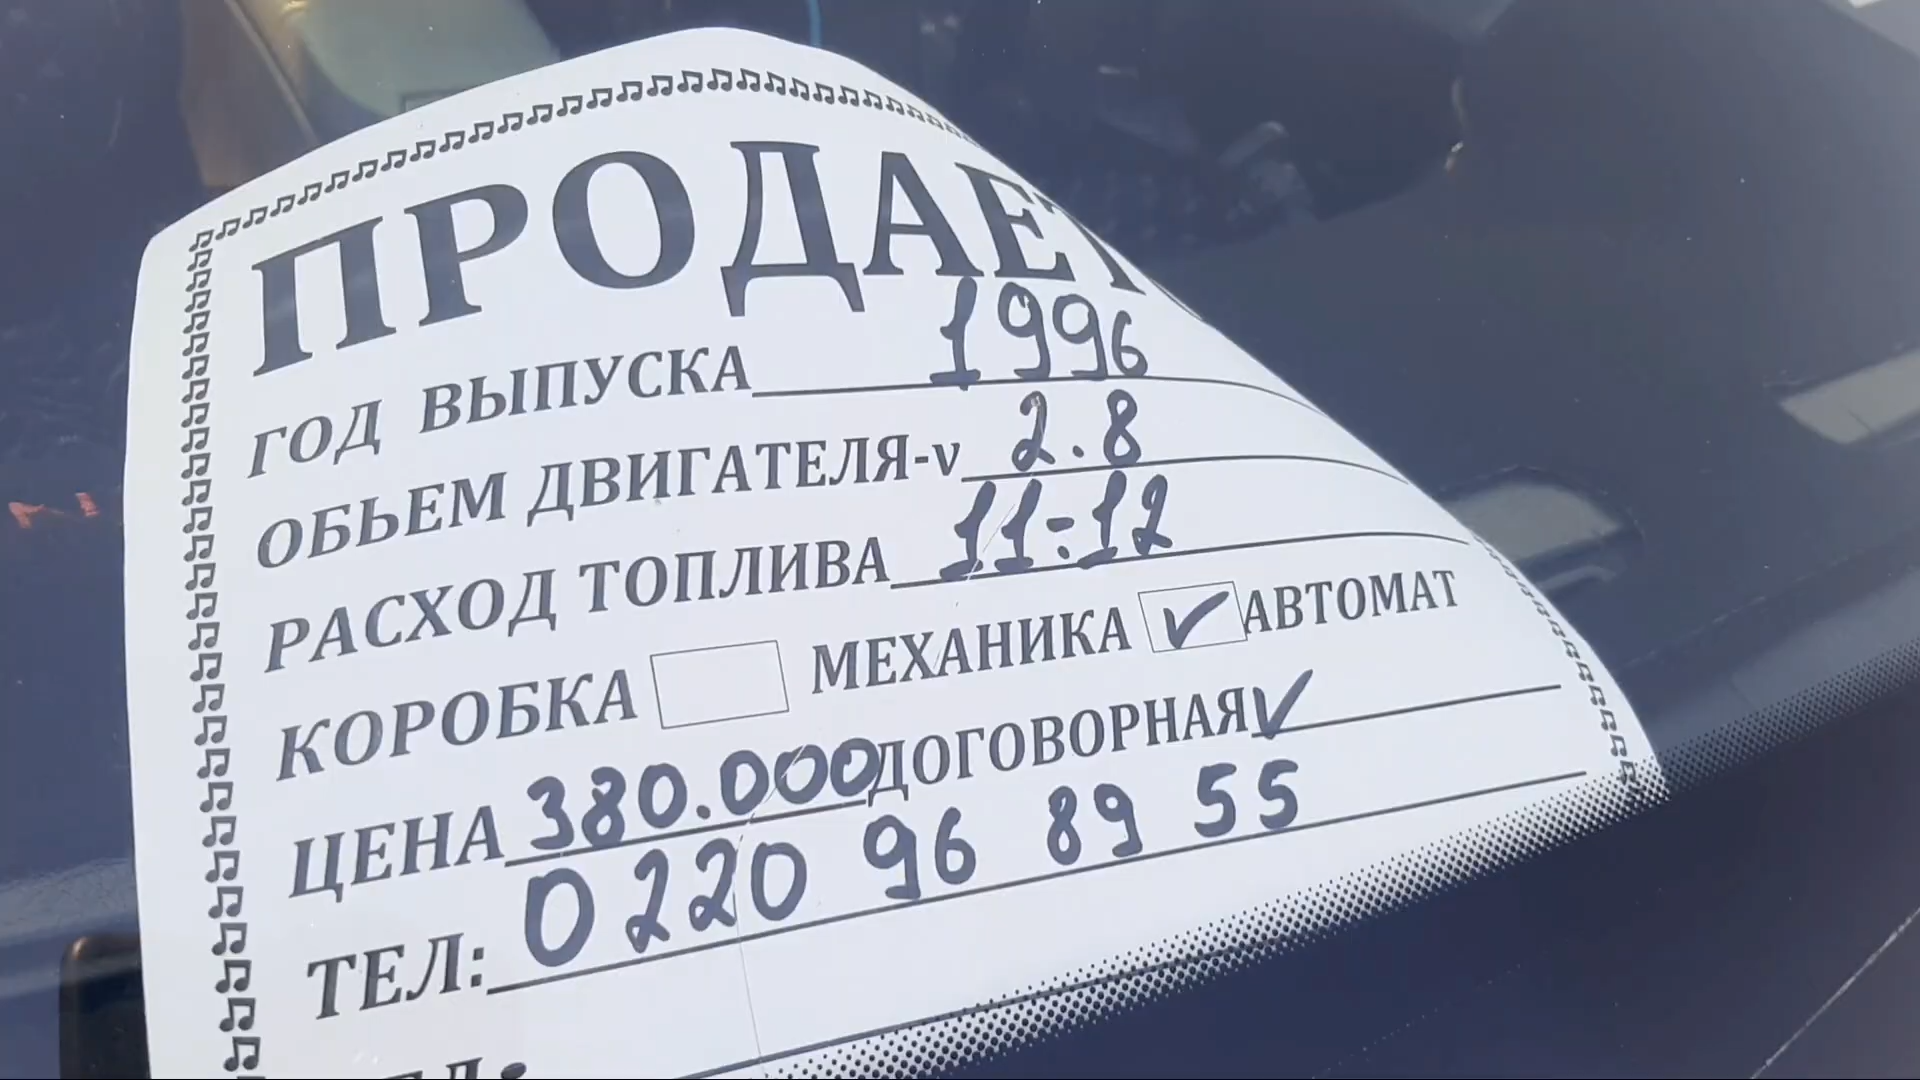 ПРОДАЕТ
ГОД ВЫПУСКА 1996
ОБЬЕМ ДВИГАТЕЛЯ-v 2.8
РАСХОД ТОПЛИВА 11-12
КОРОБКА МЕХАНИКА ✓ АВТОМАТ
ЦЕНА 380.000 ДОГОВОРНАЯ ✓
ТЕЛ: 0220 96 89 55